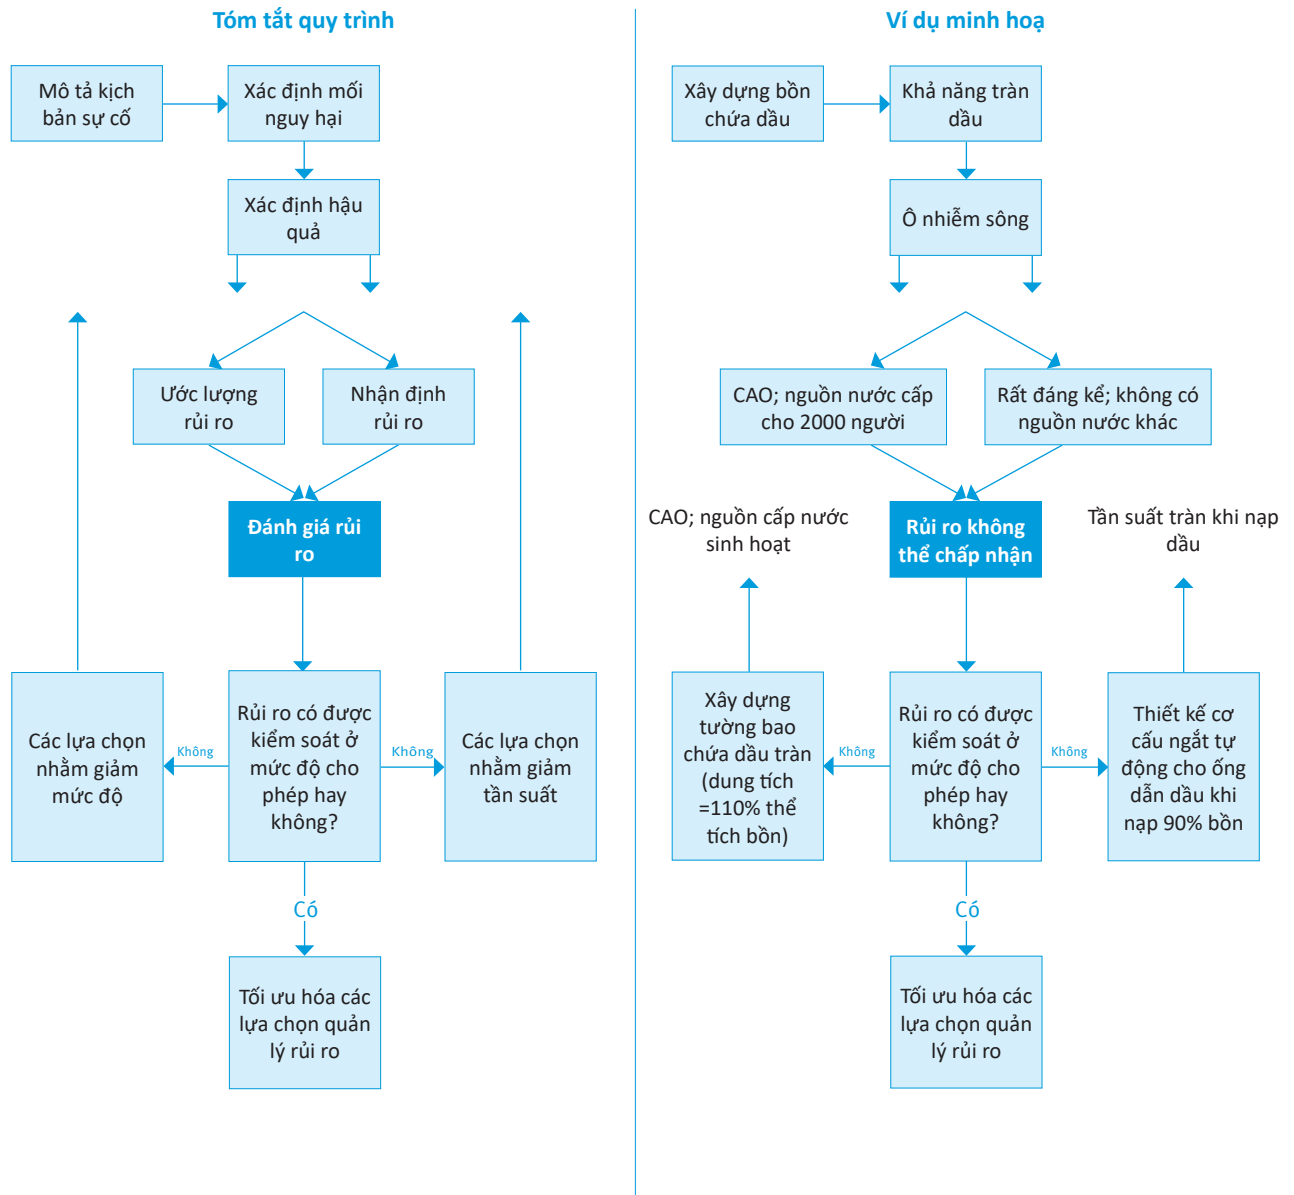 Tóm tắt quy trình
Mô tả kịch
bản sự cố
Xác định mối
nguy hại
Xác định hậu
quả
Ước lượng
rủi ro
Nhận định
rủi ro
Đánh giá rủi
ro
Các lựa chọn
nhằm giảm
mức độ
Không
Rủi ro có được
kiểm soát ở
mức độ cho
phép hay
không?
Không
Các lựa chọn
nhằm giảm
tần suất
Có
Tối ưu hóa các
lựa chọn quản
lý rủi ro
Ví dụ minh hoạ
Xây dựng bồn
chứa dầu
Khả năng tràn
dầu
Ô nhiễm sông
CAO; nguồn nước cấp
cho 2000 người
Rất đáng kể; không có
nguồn nước khác
CAO; nguồn cấp nước
sinh hoạt
Rủi ro không
thể chấp nhận
Tần suất tràn khi nạp
dầu
Xây dựng
tường bao
chứa dầu tràn
(dung tích
=110% thể
tích bồn)
Không
Rủi ro có được
kiểm soát ở
mức độ cho
phép hay
không?
Không
Thiết kế cơ
cấu ngắt tự
động cho ống
dẫn dầu khi
nạp 90% bồn
Có
Tối ưu hóa các
lựa chọn quản
lý rủi ro